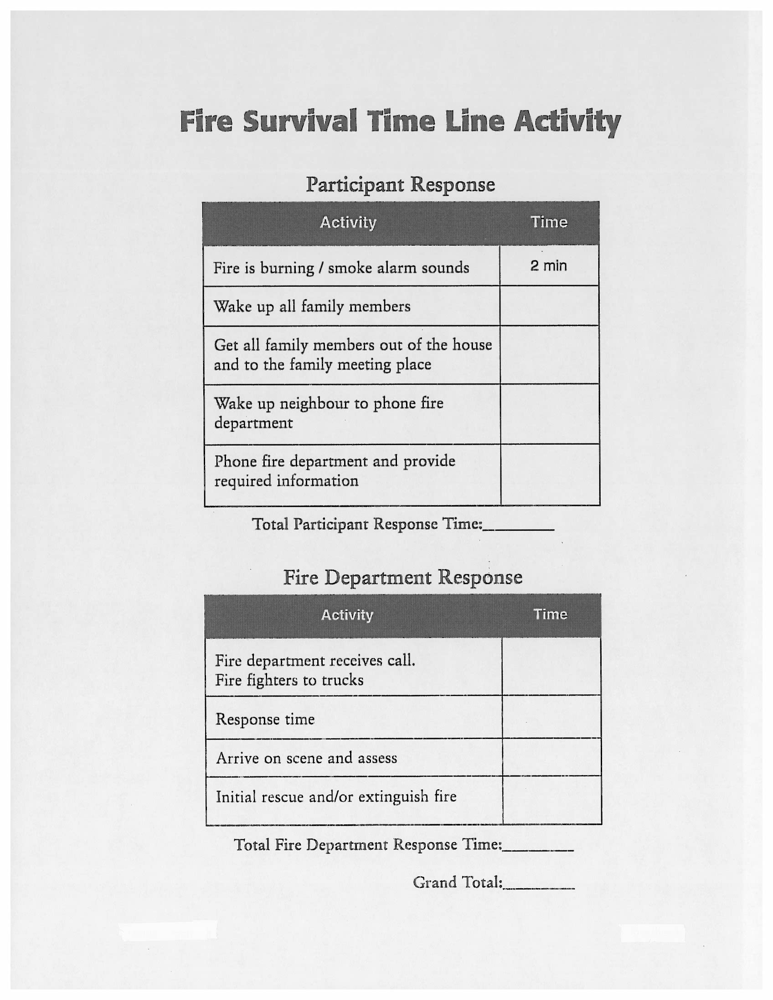 Fire Survival Time Line Activity
Participant Response
Activity Time
Fire is burning / smoke alarm sounds 2 min
Wake up all family members
Get all family members out of the house
and to the family meeting place
Wake up neighbour to phone fire
department
Phone fire department and provide
required information
Total Participant Response Time:_________
Fire Department Response
Activity Time
Fire department receives call.
Fire fighters to trucks
Response time
Arrive on scene and assess
Initial rescue and/or extinguish fire
Total Fire Department Response Time:_________
Grand Total:_________